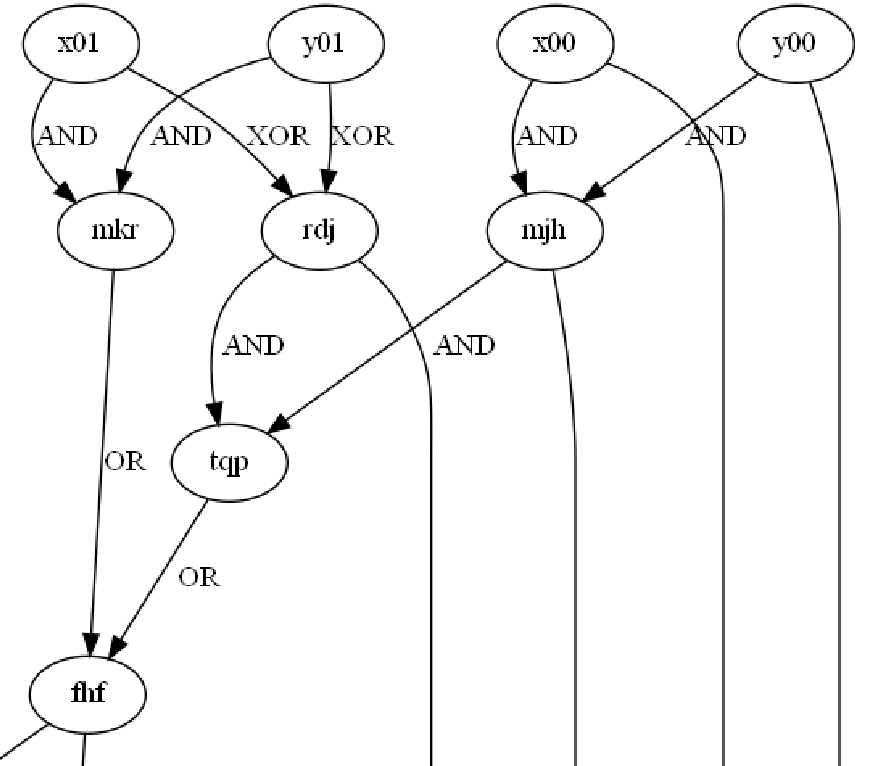 x01 y01 x00 y00
AND AND XOR XOR AND AND
mkr rdj mjh
AND AND
OR tqp
OR
fhf